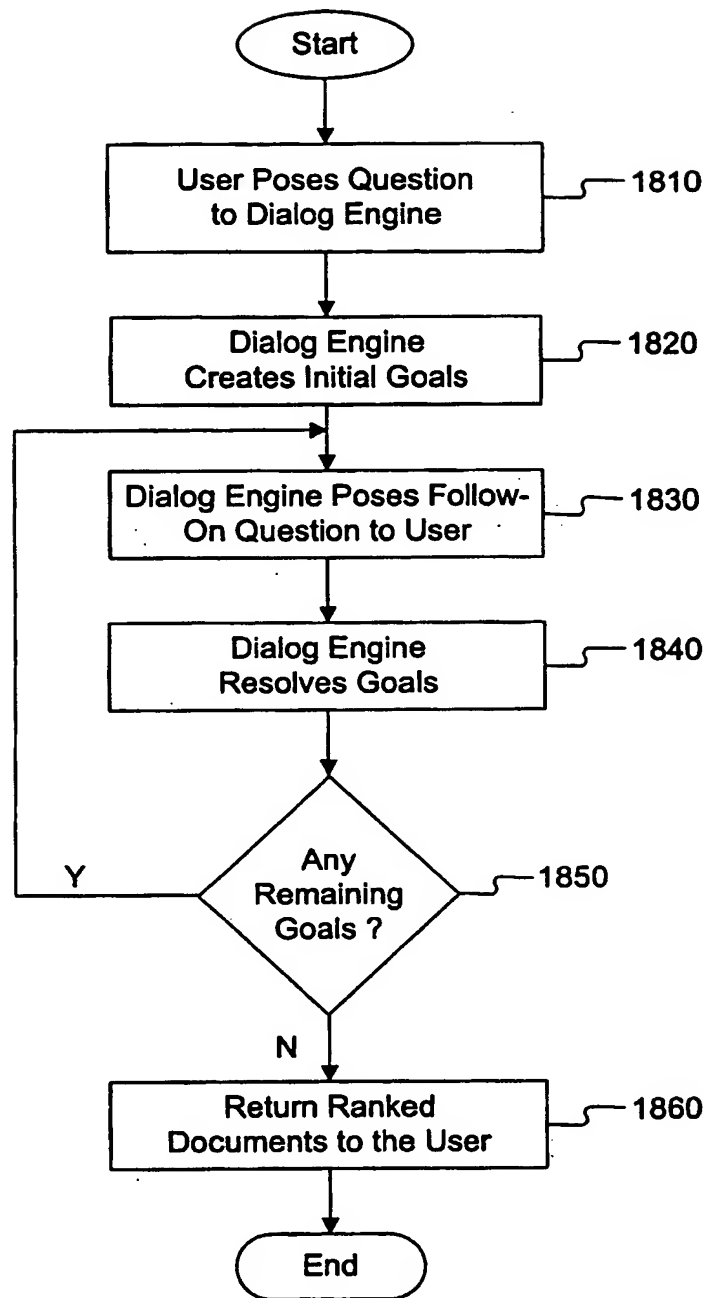 Start
User Poses Question
to Dialog Engine
1810
Dialog Engine
Creates Initial Goals
1820
Dialog Engine Poses Follow-
On Question to User
1830
Dialog Engine
Resolves Goals
1840
Any
Remaining
Goals ?
1850
Y
N
Return Ranked
Documents to the User
1860
End